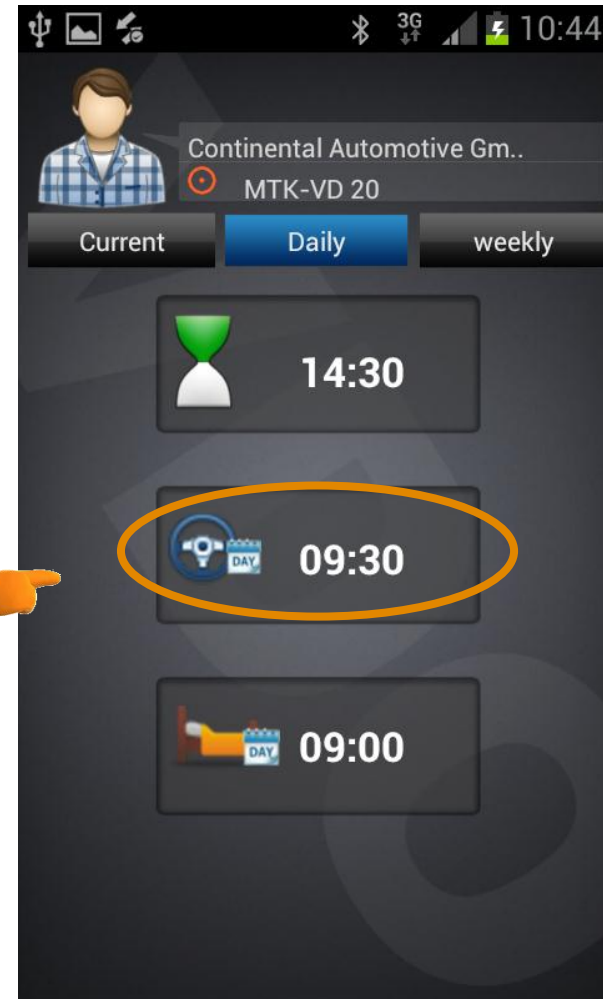 3G 10:44
Continental Automotive Gm..
MTK-VD 20
Current Daily weekly
14:30
DAY 09:30
DAY 09:00